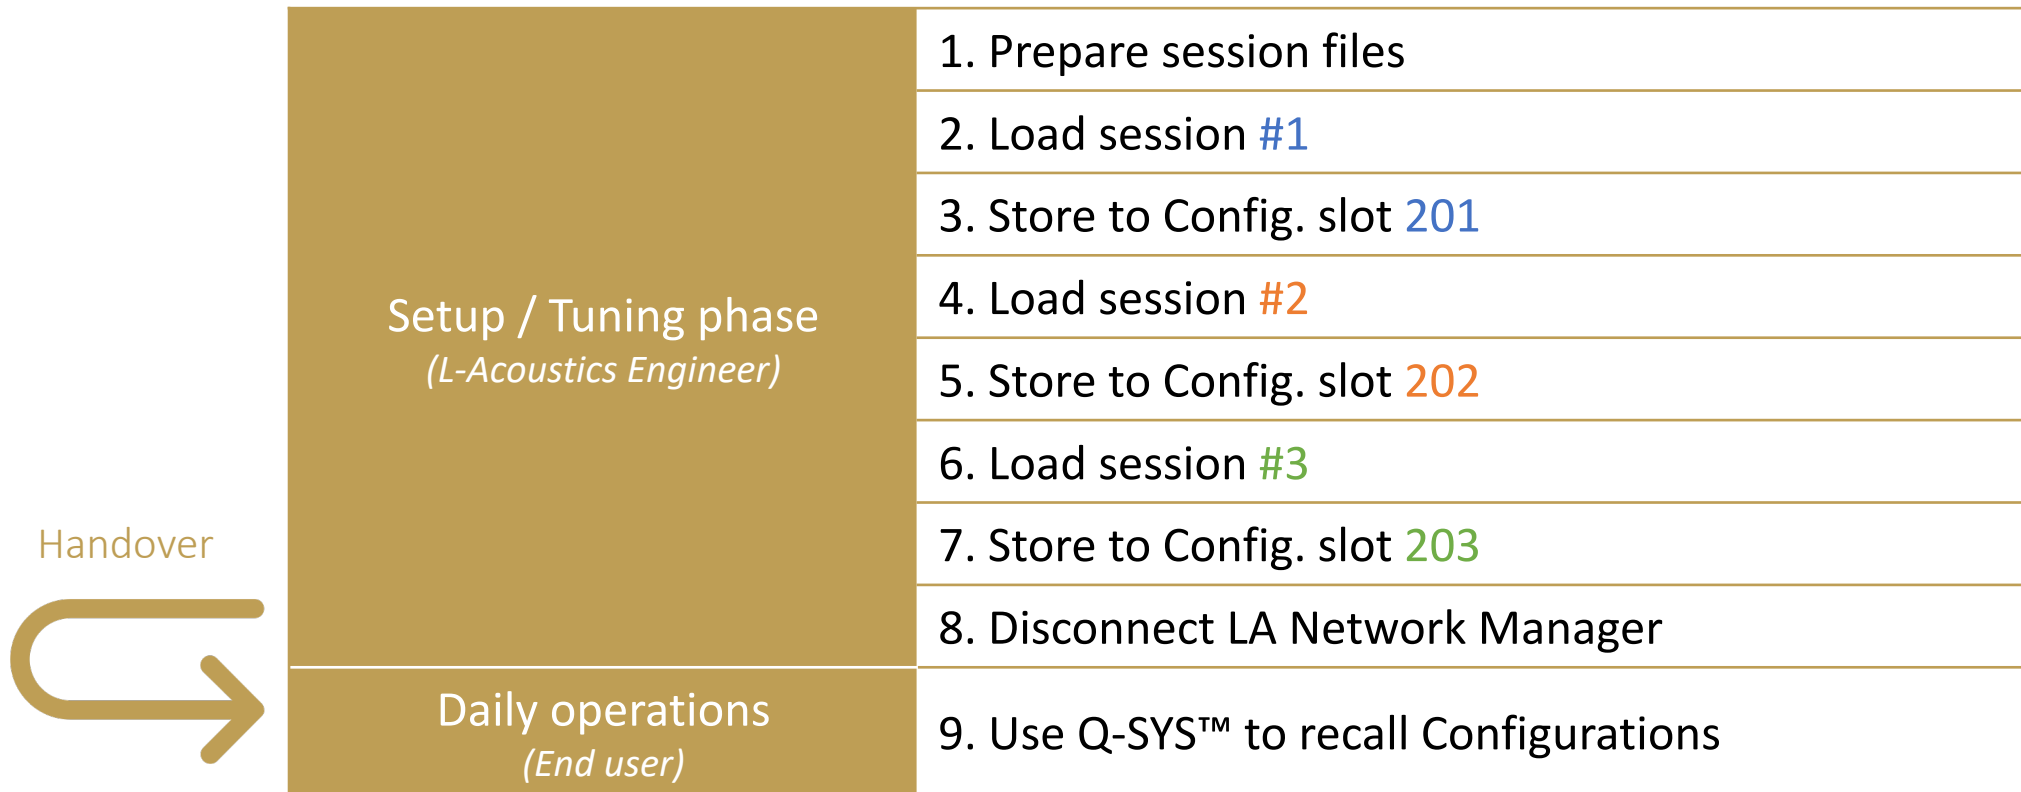 Setup / Tuning phase
(L-Acoustics Engineer)
1. Prepare session files
2. Load session #1
3. Store to Config. slot 201
4. Load session #2
5. Store to Config. slot 202
6. Load session #3
7. Store to Config. slot 203
8. Disconnect LA Network Manager
Handover
Daily operations
(End user)
9. Use Q-SYS™ to recall Configurations